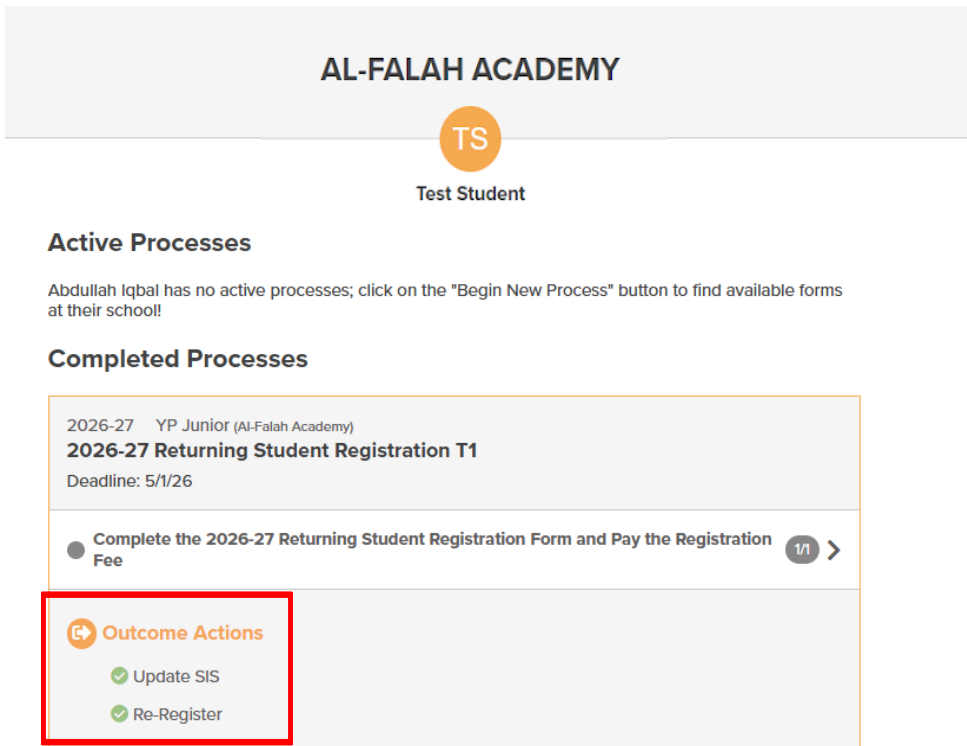 AL-FALAH ACADEMY
TS
Test Student
Active Processes
Abdullah Iqbal has no active processes; click on the "Begin New Process" button to find available forms
at their school!
Completed Processes
2026-27 YP Junior (Al-Falah Academy)
2026-27 Returning Student Registration T1
Deadline: 5/1/26
Complete the 2026-27 Returning Student Registration Form and Pay the Registration
Fee
1/1
Outcome Actions
Update SIS
Re-Register